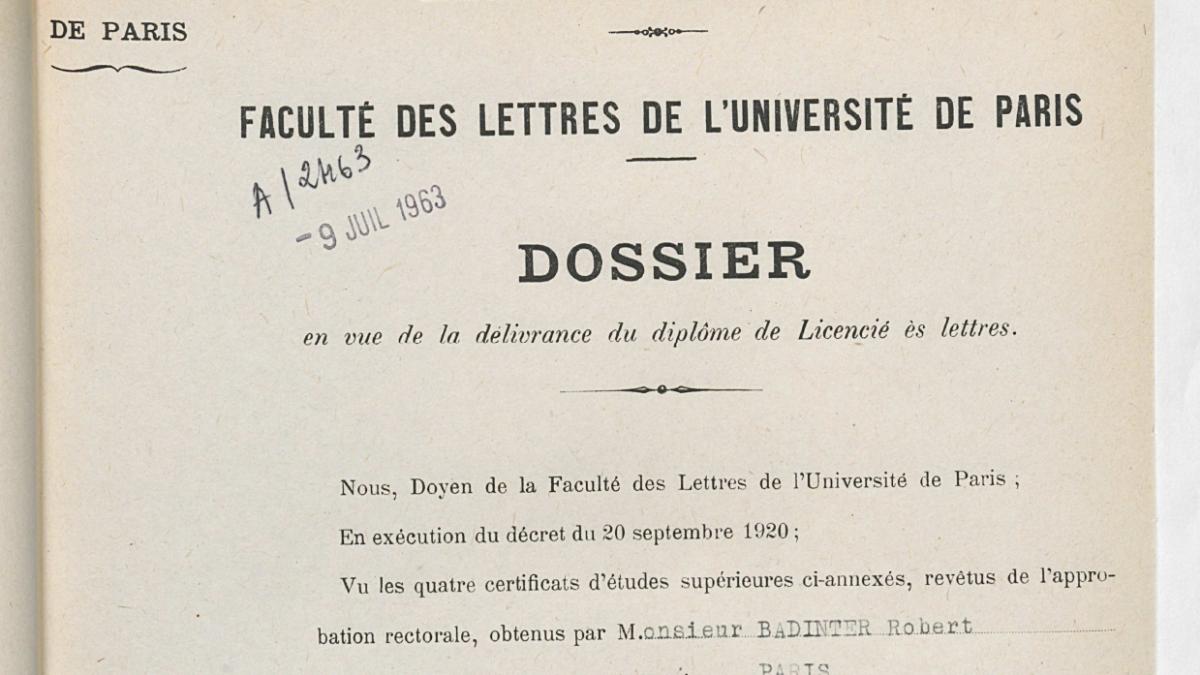 DE PARIS
FACULTÉ DES LETTRES DE L'UNIVERSITÉ DE PARIS
A/2463
-9 JUIL 1963
DOSSIER
en vue de la délivrance du diplôme de Licencié ès lettres.
Nous, Doyen de la Faculté des Lettres de l'Université de Paris ;
En exécution du décret du 20 septembre 1920 ;
Vu les quatre certificats d'études supérieures ci-annexés, revêtus de l'appro-
bation rectorale, obtenus par M.onsieur BADINTER Robert
PARIS